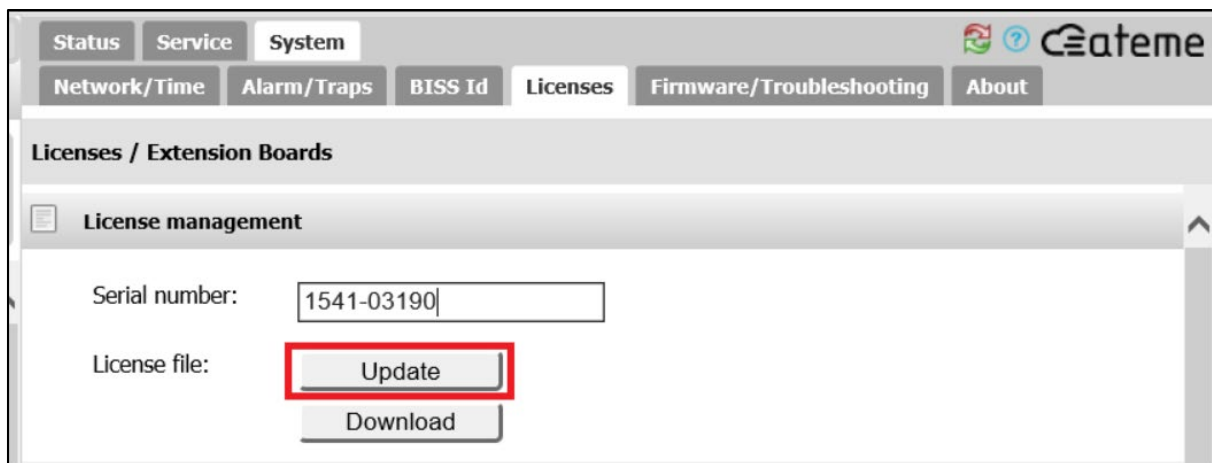 Status Service System
? ateme
Network/Time Alarm/Traps BISS Id Licenses Firmware/Troubleshooting About
Licenses / Extension Boards
License management
Serial number: 1541-03190
License file: Update
Download